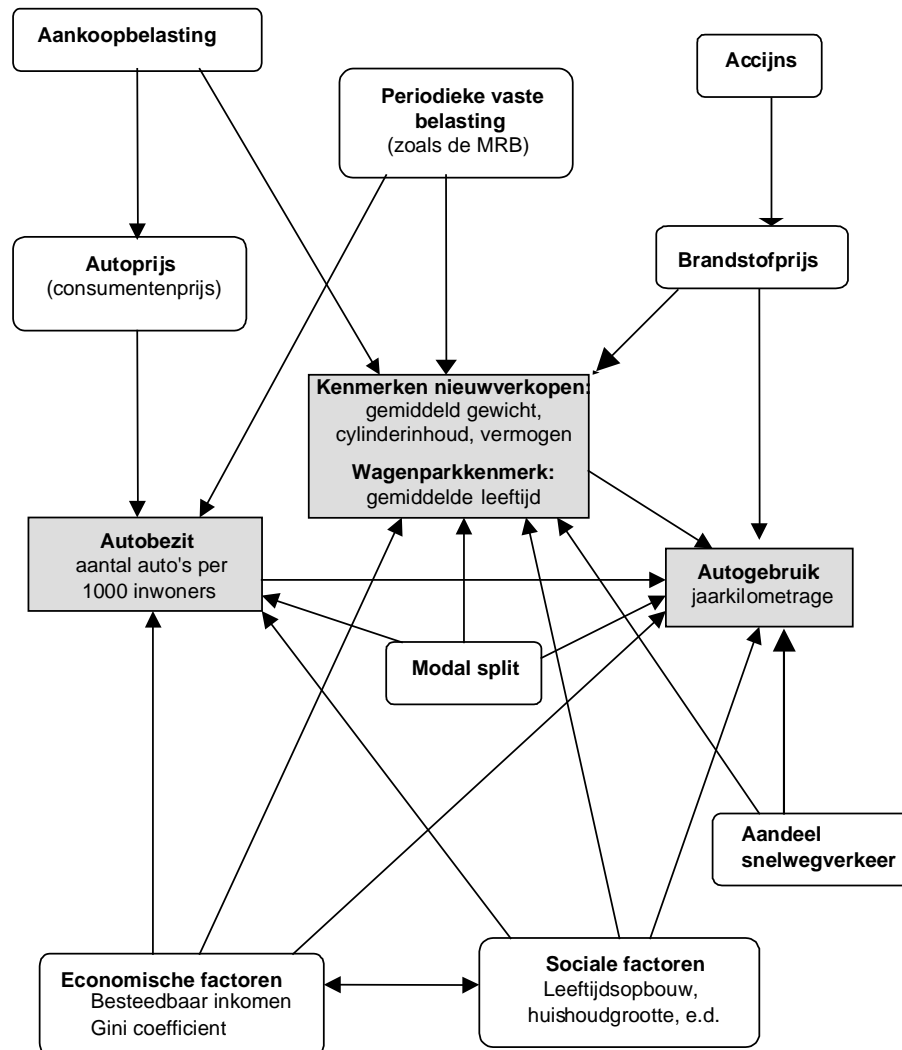 Aankoopbelasting
Accijns
Periodieke vaste
belasting
(zoals de MRB)
Autoprijs
(consumentenprijs)
Brandstofprijs
Kenmerken nieuwverkopen:
gemiddeld gewicht,
cylinderinhoud, vermogen
Wagenparkkenmerk:
gemiddelde leeftijd
Autobezit
aantal auto's per
1000 inwoners
Autogebruik
jaarkilometrage
Modal split
Aandeel
snelwegverkeer
Economische factoren
Besteedbaar inkomen
Gini coefficient
Sociale factoren
Leeftijdsopbouw,
huishoudgrootte, e.d.